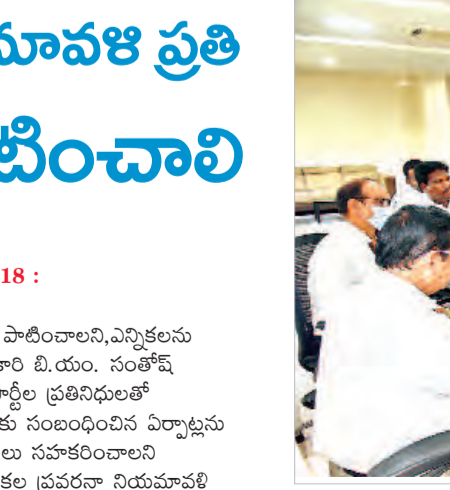 మావళి ప్రతి
టించాలి
18 :
పాటించాలని,ఎన్నికలను
కారి బి.యం. సంతోష్
పార్టీల ప్రతినిధులతో
కు సంబంధించిన ఏర్పాట్లను
లు సహకరించాలని
కల ప్రవరనా నియమావళి